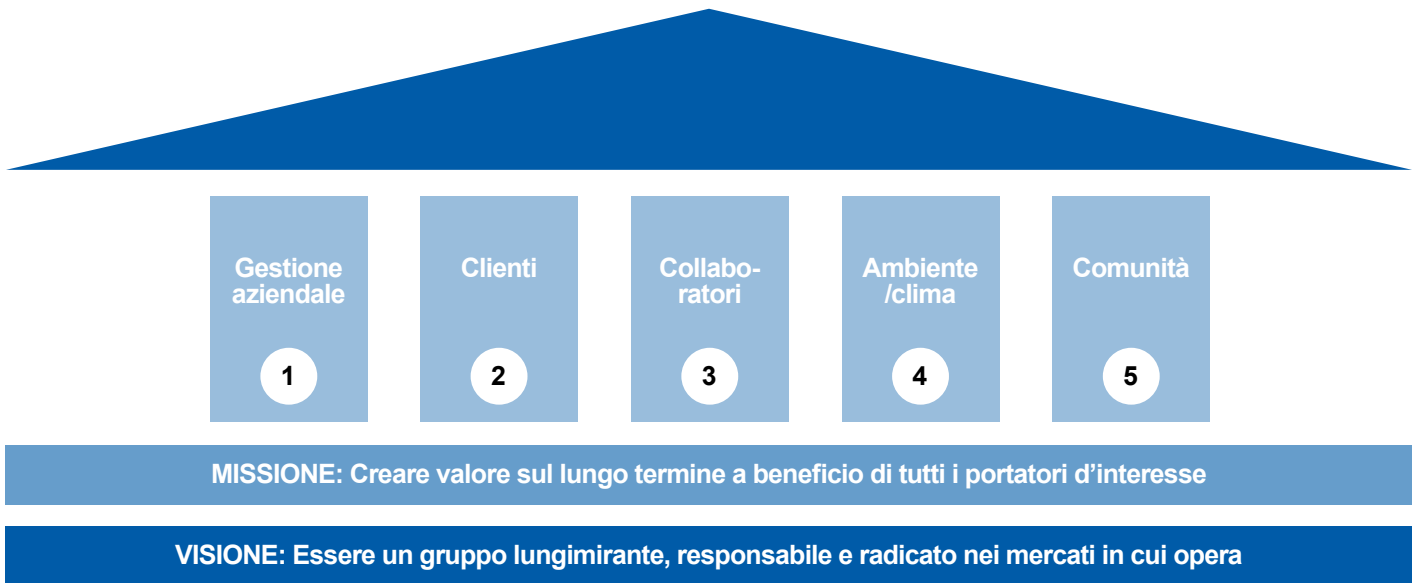 Gestione
aziendale
1
Clienti
2
Collabo-
ratori
3
Ambiente
/clima
4
Comunità
5
MISSIONE: Creare valore sul lungo termine a beneficio di tutti i portatori d’interesse
VISIONE: Essere un gruppo lungimirante, responsabile e radicato nei mercati in cui opera